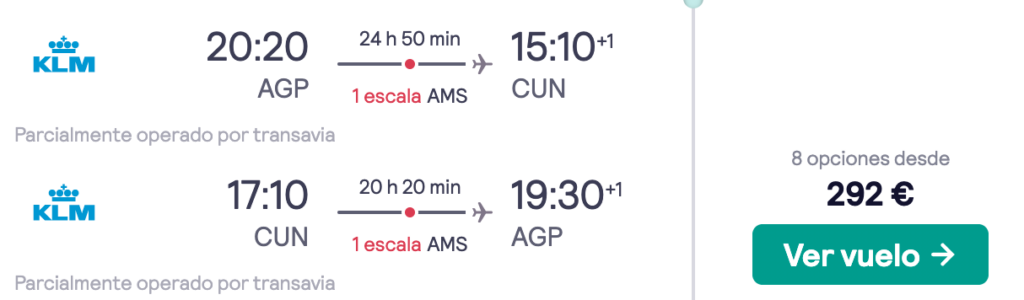 KLM 20:20 24 h 50 min 15:10+1
AGP 1 escala AMS CUN
Parcialmente operado por transavia
KLM 17:10 20 h 20 min 19:30+1
CUN 1 escala AMS AGP
Parcialmente operado por transavia
8 opciones desde
292 €
Ver vuelo →